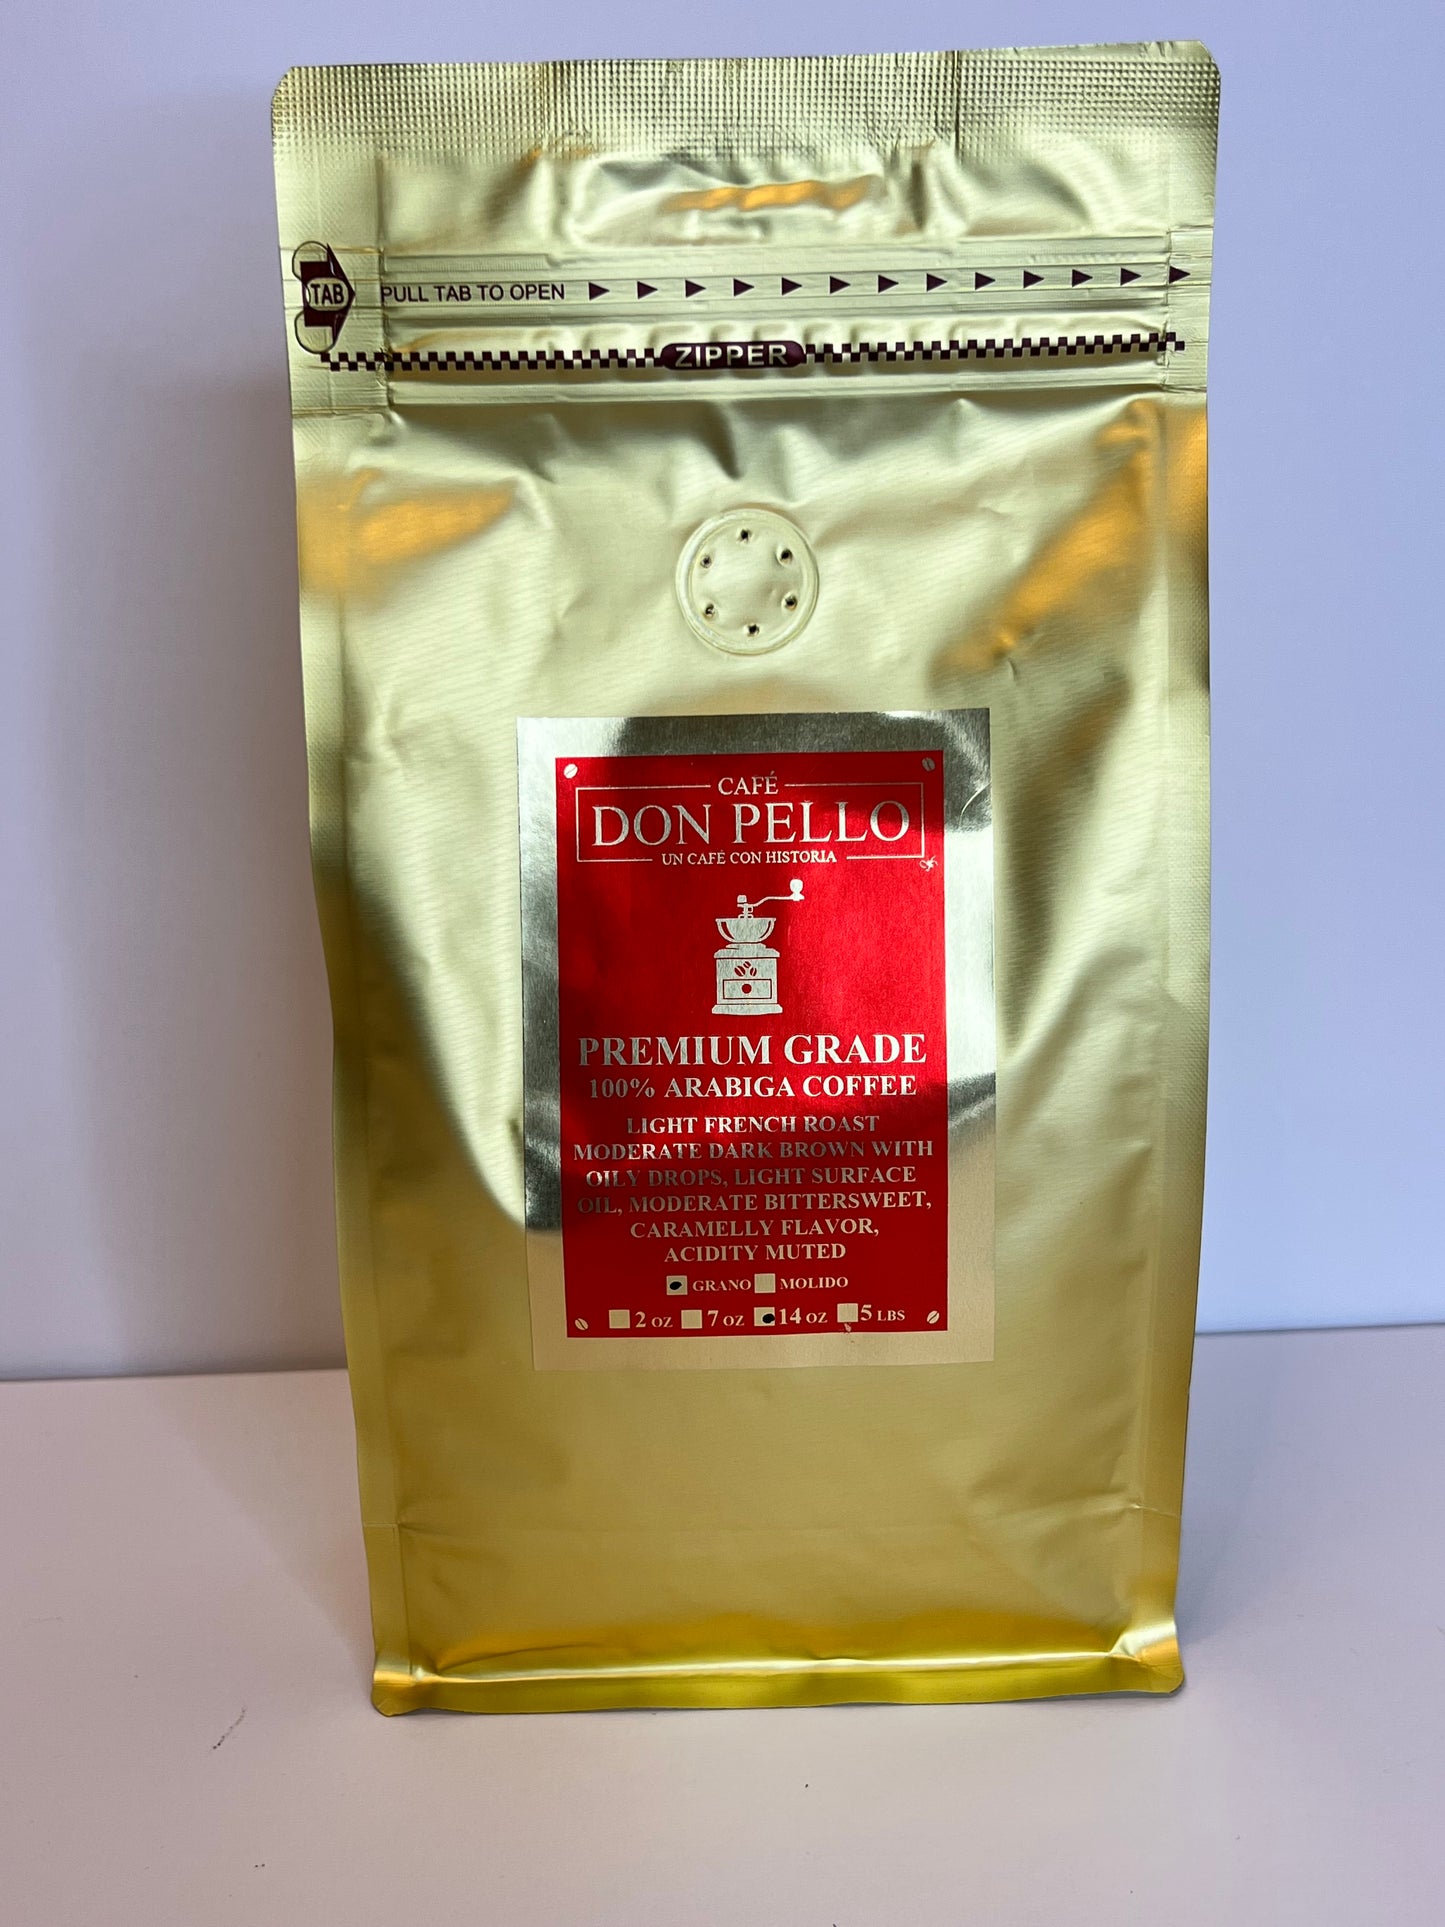 TAB PULL TAB TO OPEN
ZIPPER
CAFÉ
DON PELLO
UN CAFÉ CON HISTORIA
PREMIUM GRADE
100% ARABIGA COFFEE
LIGHT FRENCH ROAST
MODERATE DARK BROWN WITH
OILY DROPS, LIGHT SURFACE
OIL, MODERATE BITTERSWEET,
CARAMELLY FLAVOR,
ACIDITY MUTED
GRANO MOLIDO
2 OZ 7 OZ 14 OZ 5 LBS